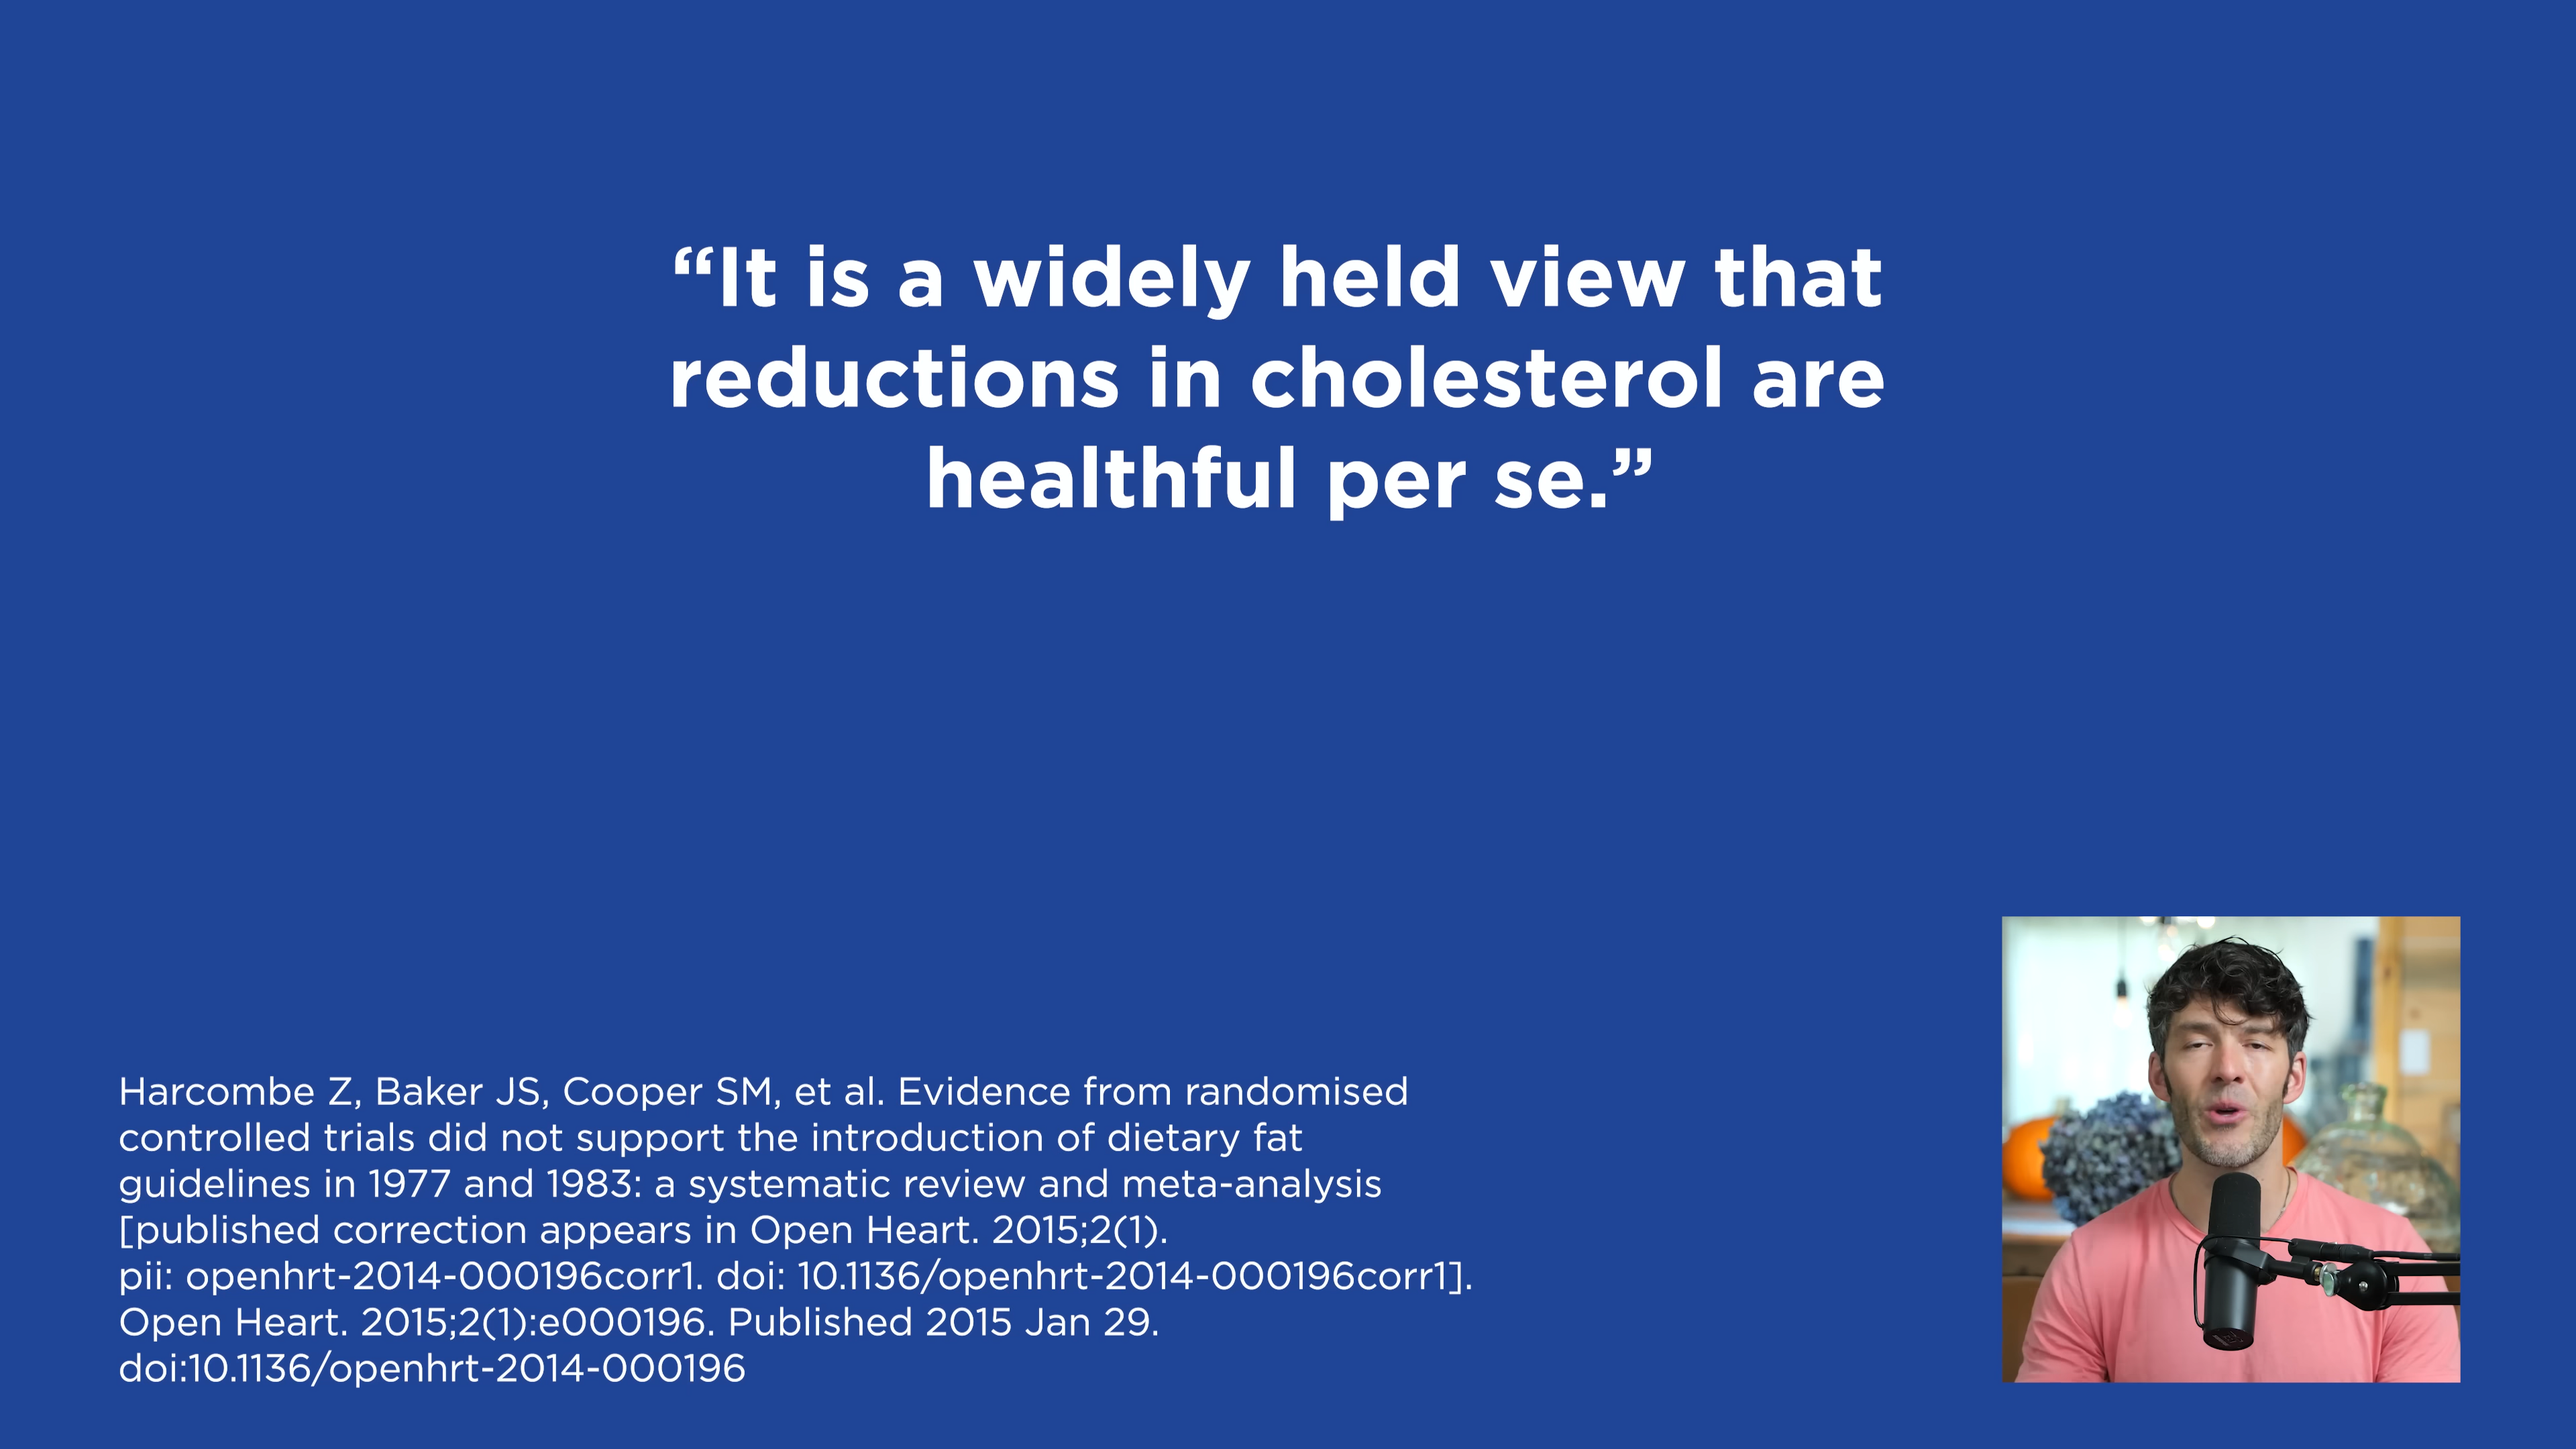 “It is a widely held view that
reductions in cholesterol are
healthful per se.”
Harcombe Z, Baker JS, Cooper SM, et al. Evidence from randomised
controlled trials did not support the introduction of dietary fat
guidelines in 1977 and 1983: a systematic review and meta-analysis
[published correction appears in Open Heart. 2015;2(1).
pii: openhrt-2014-000196corr1. doi: 10.1136/openhrt-2014-000196corr1].
Open Heart. 2015;2(1):e000196. Published 2015 Jan 29.
doi:10.1136/openhrt-2014-000196